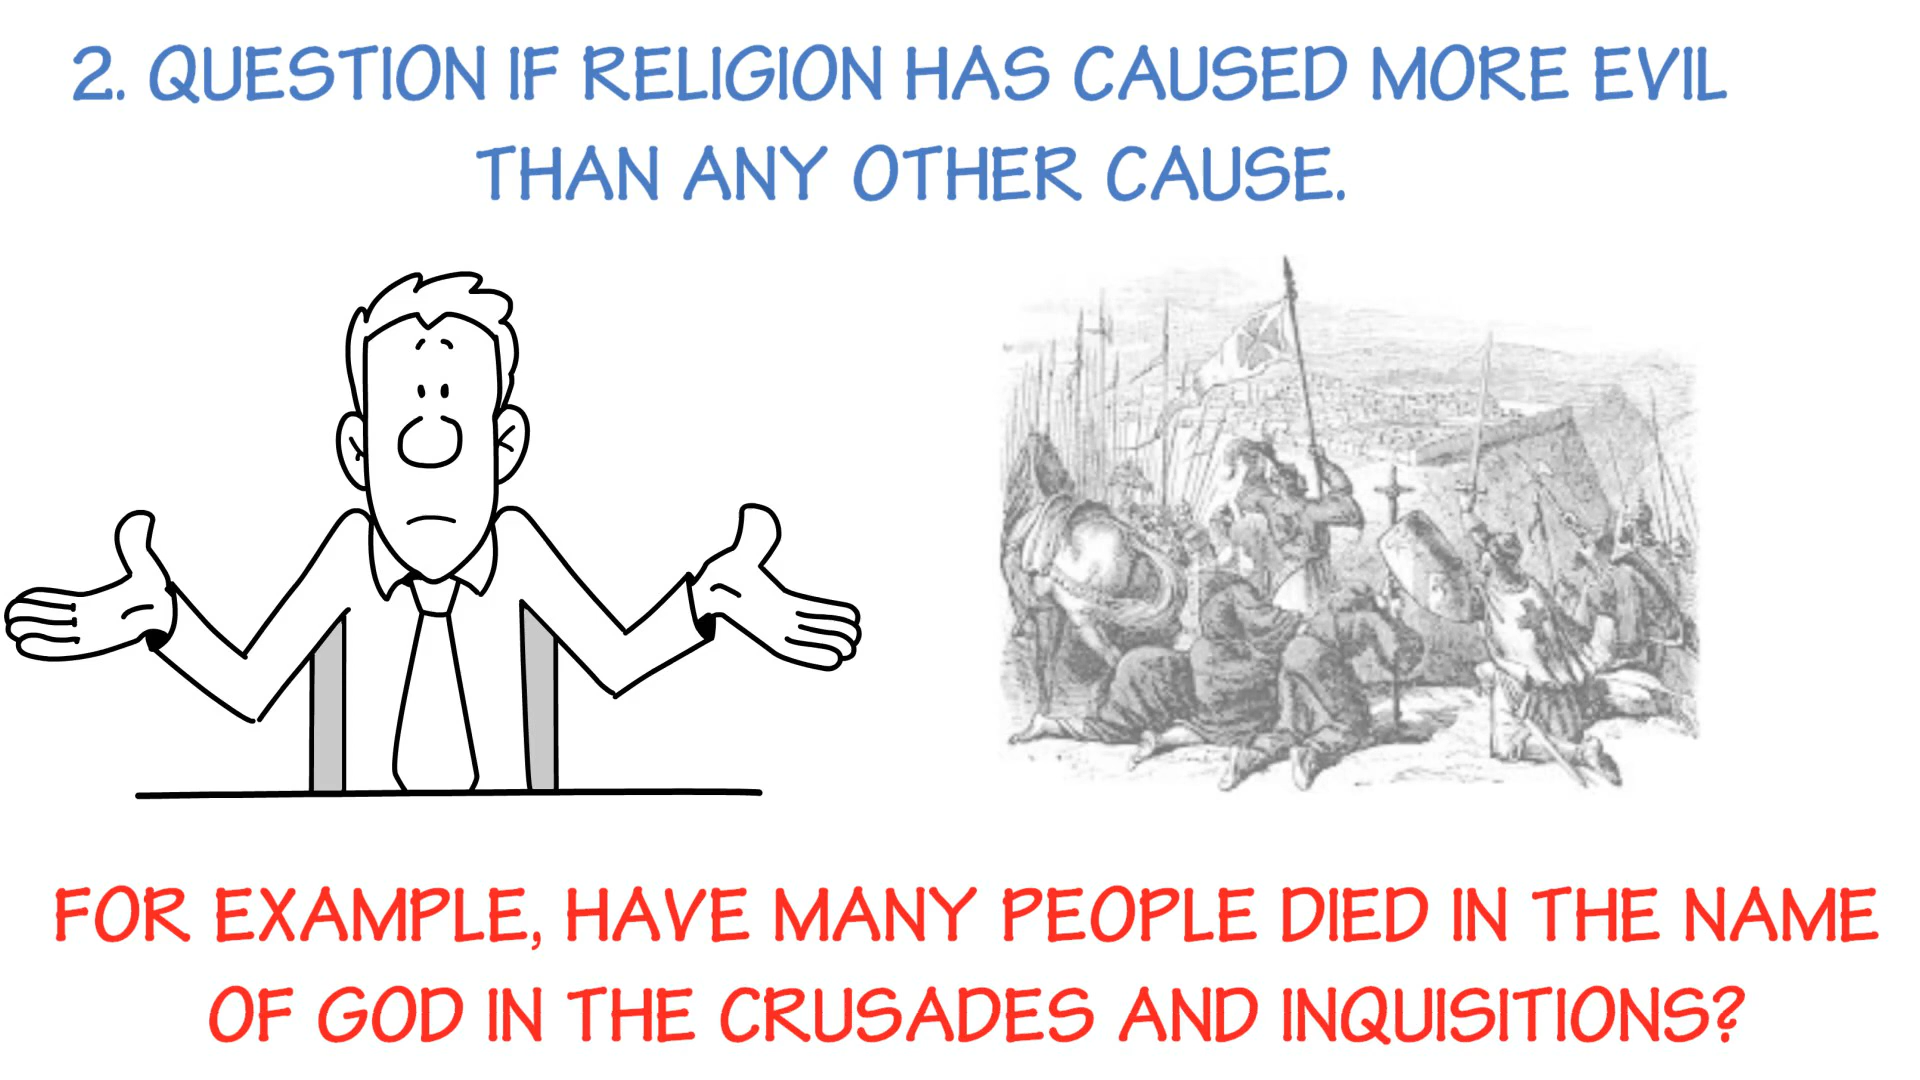 2. QUESTION IF RELIGION HAS CAUSED MORE EVIL
THAN ANY OTHER CAUSE.
FOR EXAMPLE, HAVE MANY PEOPLE DIED IN THE NAME
OF GOD IN THE CRUSADES AND INQUISITIONS?